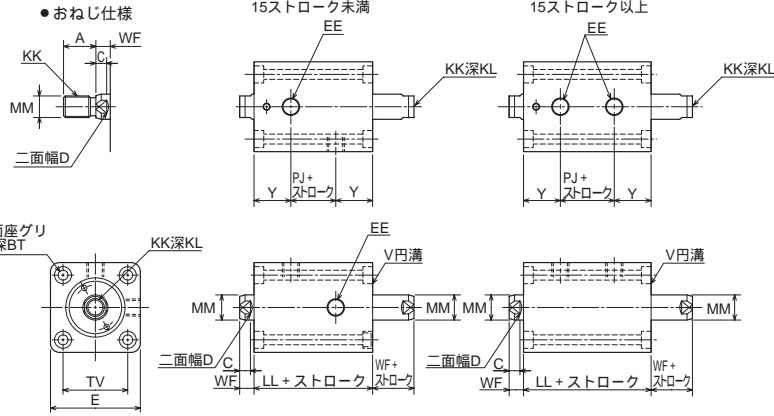 ●おねじ仕様
15ストローク未満
15ストローク以上
A
WF
C
KK
MM
二面幅D
EE
KK深KL
Y
PJ+
ストローク
Y
EE
KK深KL
Y
PJ+
ストローク
Y
面座グリ
深BT
KK深KL
TV
E
EE
V円溝
MM
MM
二面幅D
C
WF
LL+ストローク
WF+
ストローク
V円溝
MM
MM
二面幅D
C
WF
LL+ストローク
WF+
ストローク